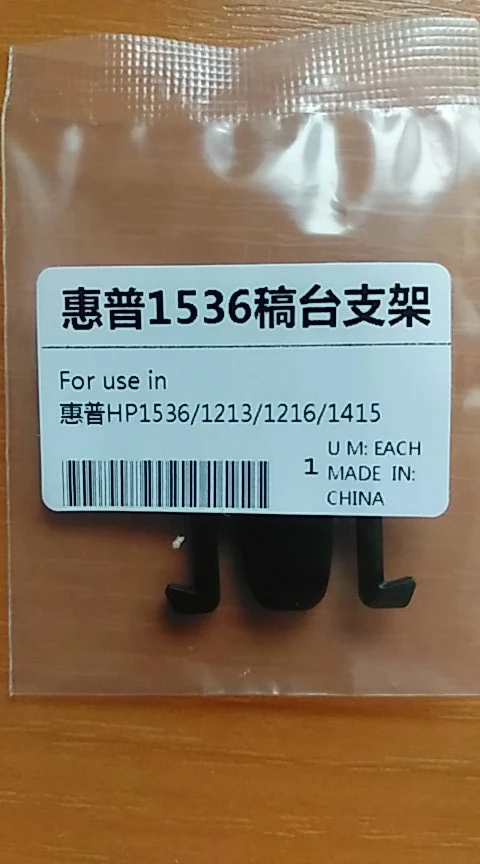 惠普1536稿台支架
For use in
惠普HP1536/1213/1216/1415
1
U M: EACH
MADE IN:
CHINA